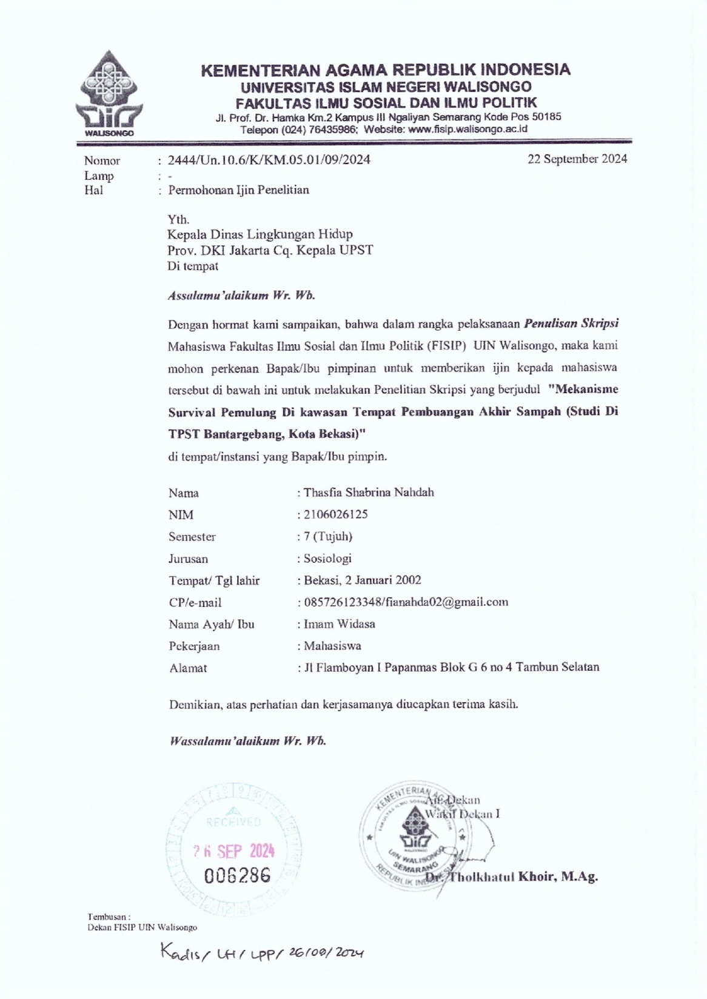 KEMENTERIAN AGAMA REPUBLIK INDONESIA
UNIVERSITAS ISLAM NEGERI WALISONGO
FAKULTAS ILMU SOSIAL DAN ILMU POLITIK
Jl. Prof. Dr. Hamka Km.2 Kampus III Ngaliyan Semarang Kode Pos 50185
Telepon (024) 76435986; Website: www.fisip.walisongo.ac.id
WALISONGO
Nomor : 2444/Un.10.6/K/KM.05.01/09/2024 22 September 2024
Lamp : -
Hal : Permohonan Ijin Penelitian
Yth.
Kepala Dinas Lingkungan Hidup
Prov. DKI Jakarta Cq. Kepala UPST
Di tempat
Assalamu'alaikum Wr. Wb.
Dengan hormat kami sampaikan, bahwa dalam rangka pelaksanaan Penulisan Skripsi
Mahasiswa Fakultas Ilmu Sosial dan Ilmu Politik (FISIP) UIN Walisongo, maka kami
mohon perkenan Bapak/Ibu pimpinan untuk memberikan ijin kepada mahasiswa
tersebut di bawah ini untuk melakukan Penelitian Skripsi yang berjudul "Mekanisme
Survival Pemulung Di kawasan Tempat Pembuangan Akhir Sampah (Studi Di
TPST Bantargebang, Kota Bekasi)"
di tempat/instansi yang Bapak/Ibu pimpin.
Nama : Thasfia Shabrina Nahdah
NIM : 2106026125
Semester : 7 (Tujuh)
Jurusan : Sosiologi
Tempat/ Tgl lahir : Bekasi, 2 Januari 2002
CP/e-mail : 085726123348/fianahda02@gmail.com
Nama Ayah/ Ibu : Imam Widasa
Pekerjaan : Mahasiswa
Alamat : Jl Flamboyan I Papanmas Blok G 6 no 4 Tambun Selatan
Demikian, atas perhatian dan kerjasamanya diucapkan terima kasih.
Wassalamu'alaikum Wr. Wb.
Dekan
Wakil Dekan I
KEMENTERIAN
UIN WALISONGO
SEMARANG
REPUBLIK
RECEIVED
26 SEP 2024
006286
Dr. Tholkhatul Khoir, M.Ag.
Tembusan :
Dekan FISIP UIN Walisongo
Kadis/ LH/ LPP/ 26/09/2024